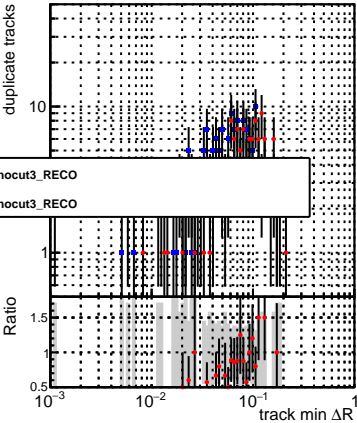 duplicate tracks
10
nocut3_RECO
nocut3_RECO
1
Ratio
1.5
1
0.5
10⁻³
10⁻²
10⁻¹
1
track min ΔR